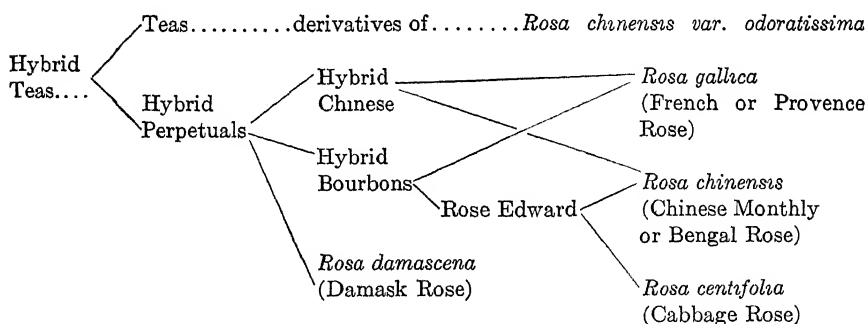 Teas..........derivatives of........Rosa chinensis var. odoratissima
Hybrid
Teas....
Hybrid
Perpetuals
Hybrid
Chinese
Rosa gallica
(French or Provence
Rose)
Hybrid
Bourbons
Rose Edward
Rosa chinensis
(Chinese Monthly
or Bengal Rose)
Rosa damascena
(Damask Rose)
Rosa centifolia
(Cabbage Rose)